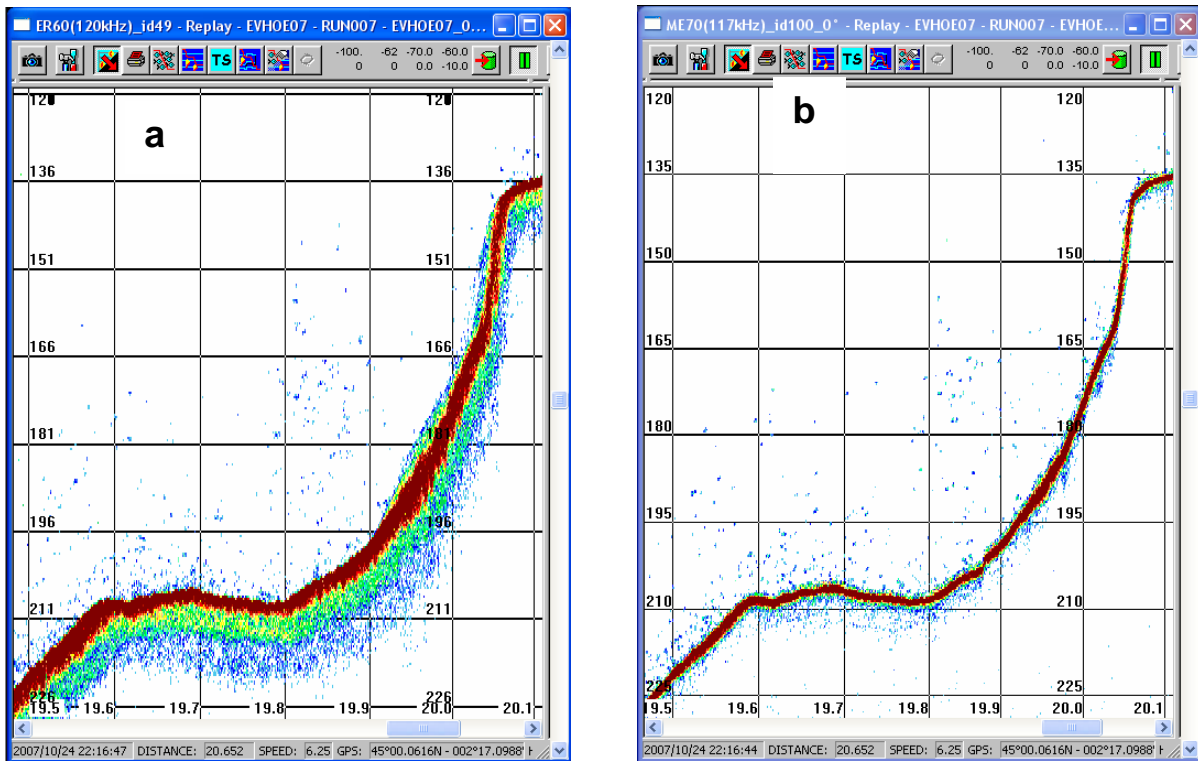 ER60(120kHz)_id49 - Replay - EVHOE07 - RUN007 - EVHOE07_0...
TS
-100. -62 -70.0 -60.0
0 0 0.0 -10.0
a
120
136 136
151 151
166 166
181 181
196 196
211 211
226 226
19.5 19.6 19.7 19.8 19.9 20.0 20.1
2007/10/24 22:16:47 DISTANCE: 20.652 SPEED: 6.25 GPS: 45°00.0616N - 002°17.0988'
ME70(117kHz)_id100_0° - Replay - EVHOE07 - RUN007 - EVHOE...
TS
-100. -62 -70.0 -60.0
0 0 0.0 -10.0
b
120 120
135 135
150 150
165 165
180 180
195 195
210 210
225 225
19.5 19.6 19.7 19.8 19.9 20.0 20.1
2007/10/24 22:16:44 DISTANCE: 20.652 SPEED: 6.25 GPS: 45°00.0616N - 002°17.0988'